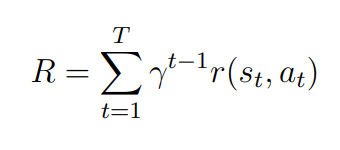 R = \sum_{t=1}^{T} \gamma^{t-1} r(s_t, a_t)